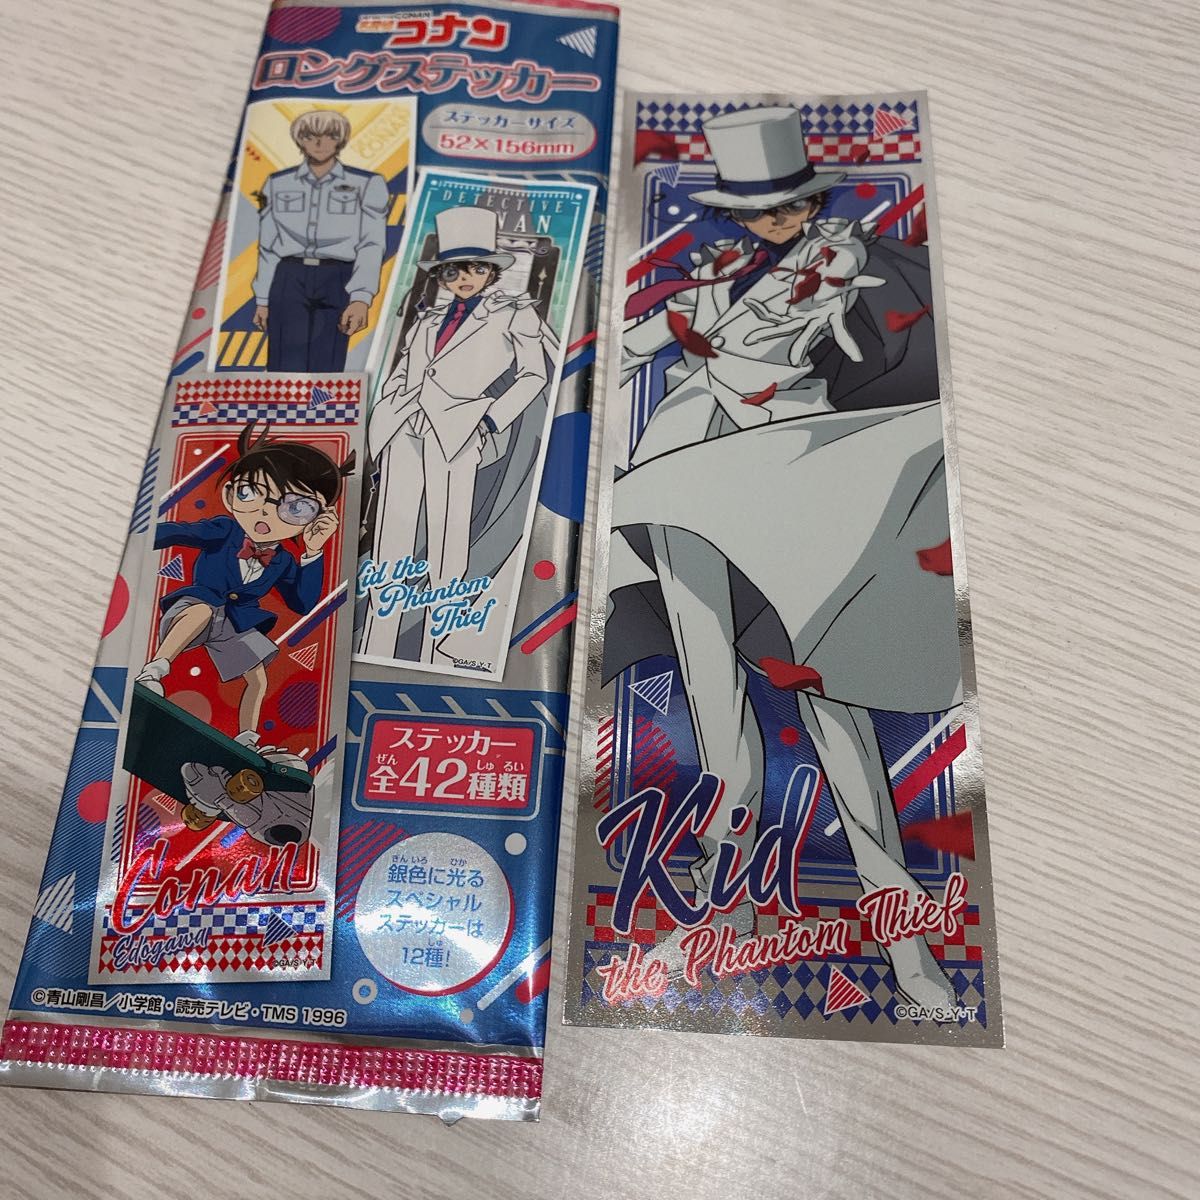 名探偵コナン
ロングステッカー
ステッカーサイズ
52×156mm
CONAN
DETECTIVE
CONAN
Kid the
Phantom
Thief
©GA/S･Y･T
Conan
Edogawa
©GA/S･Y･T
ステッカー
ぜん しゅるい
全42種類
ぎんいろ ひか
銀色に光る
スペシャル
ステッカーは
しゅ
12種!
©青山剛昌／小学館・読売テレビ・TMS 1996
Kid
the Phantom Thief
©GA/S･Y･T